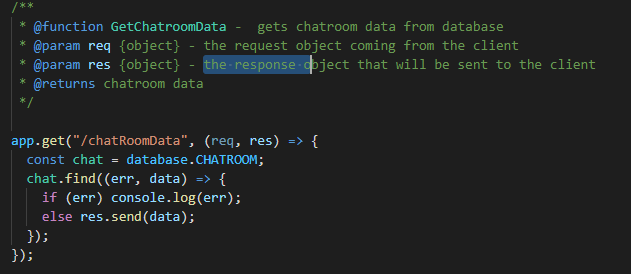 /**
 * @function GetChatroomData -  gets chatroom data from database
 * @param req {object} - the request object coming from the client
 * @param res {object} - the response object that will be sent to the client
 * @returns chatroom data
 */
app.get("/chatRoomData", (req, res) => {
  const chat = database.CHATROOM;
  chat.find((err, data) => {
    if (err) console.log(err);
    else res.send(data);
  });
});